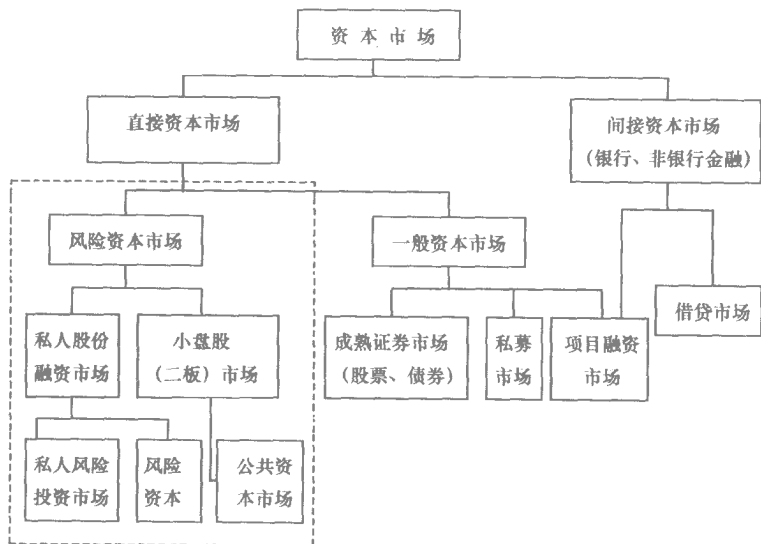 资本市场
直接资本市场
间接资本市场
(银行、非银行金融)
风险资本市场
一般资本市场
私人股份
融资市场
小盘股
(二板)市场
成熟证券市场
(股票、债券)
私募
市场
项目融资
市场
借贷市场
私人风险
投资市场
风险
资本
公共资
本市场